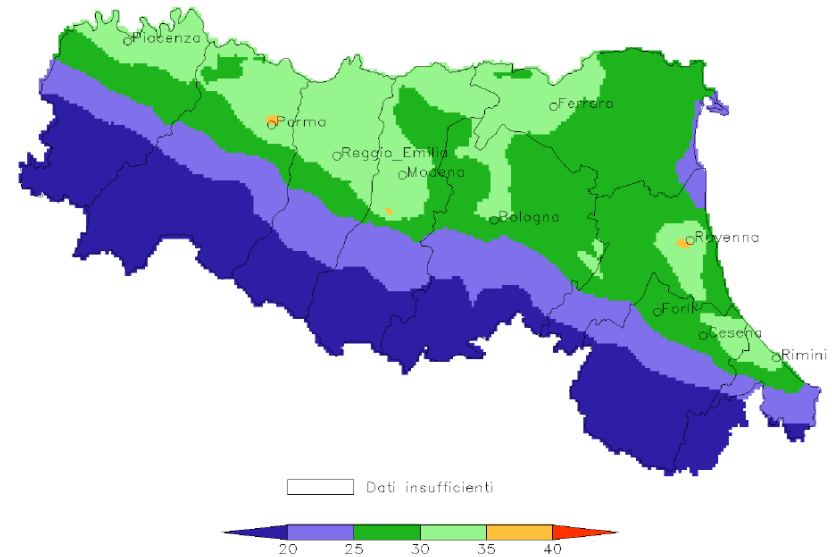 Piacenza
Ferrara
Parma
Reggio_Emilia
Modena
Bologna
Ravenna
Forlì
Cesena
Rimini
Dati insufficienti
20 25 30 35 40